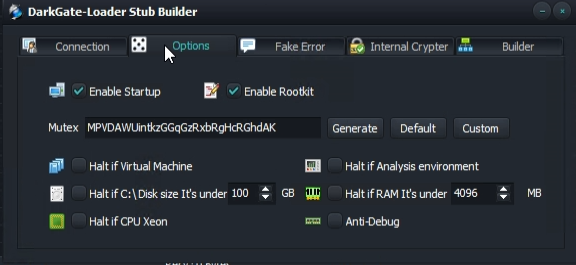 DarkGate-Loader Stub Builder
Connection Options Fake Error Internal Crypter Builder
Enable Startup Enable Rootkit
Mutex MPVDAWUintkzGGqGzRxbRgHcRGhdAK Generate Default Custom
Halt if Virtual Machine Halt if Analysis environment
Halt if C:\Disk size It's under 100 GB Halt if RAM It's under 4096 MB
Halt if CPU Xeon Anti-Debug